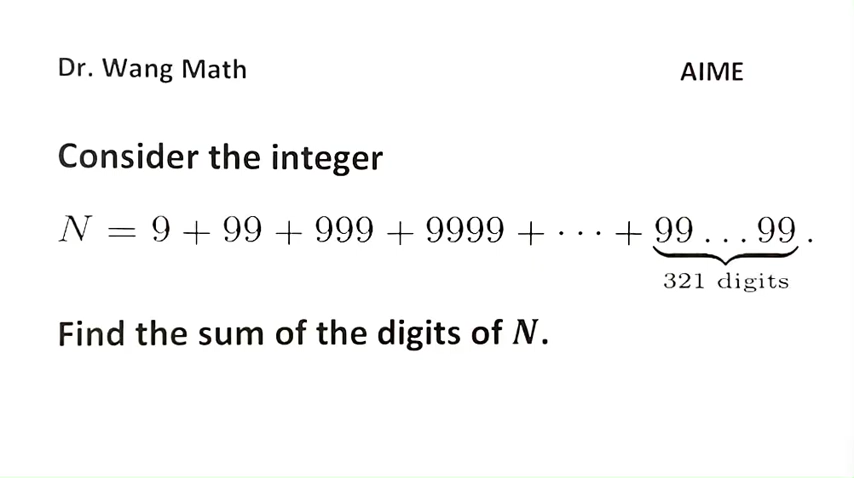 Dr. Wang Math AIME
Consider the integer
N = 9 + 99 + 999 + 9999 + ··· + 99...99.
321 digits
Find the sum of the digits of N.